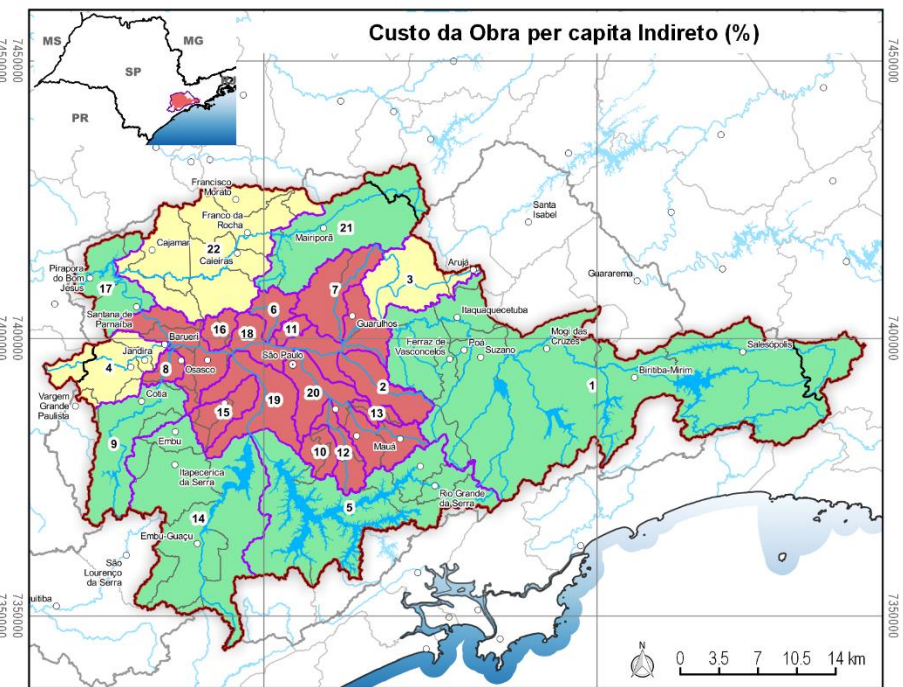 Custo da Obra per capita Indireto (%)
MS
MG
SP
PR
7450000
7450000
Francisco
Morato
Franco da
Rocha
Santa
Isabel
Mairiporã
21
Cajamar
22
Caieiras
Arujá
3
Pirapora
do Bom
Jesus
17
7
Guararema
Santana de
Parnaíba
6
Itaquaquecetuba
16
18
11
Guarulhos
7400000
7400000
Barueri
Ferraz de
Vasconcelos
Poá
Suzano
Mogi das
Cruzes
Salesópolis
Jandira
4
8
Osasco
São Paulo
2
1
Biritiba-Mirim
Vargem
Grande
Paulista
Cotia
15
19
20
13
9
Embu
10
12
Mauá
Itapecerica
da Serra
Rio Grande
da Serra
5
14
Embu-Guaçu
São
Lourenço
da Serra
uitiba
7350000
7350000
N
0 3.5 7 10.5 14 km